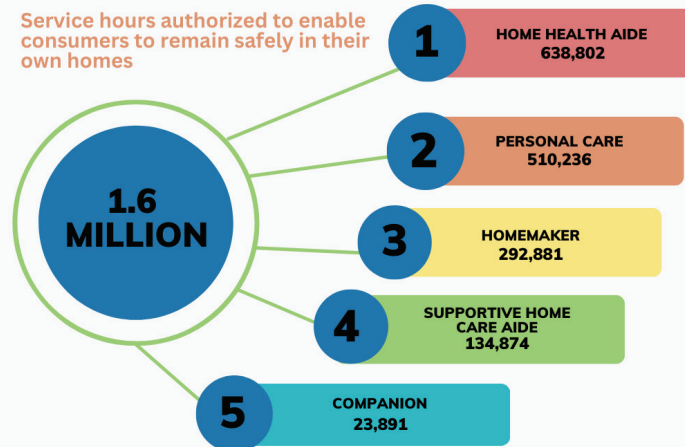 Service hours authorized to enable
consumers to remain safely in their
own homes
1.6
MILLION
1
HOME HEALTH AIDE
638,802
2
PERSONAL CARE
510,236
3
HOMEMAKER
292,881
4
SUPPORTIVE HOME
CARE AIDE
134,874
5
COMPANION
23,891